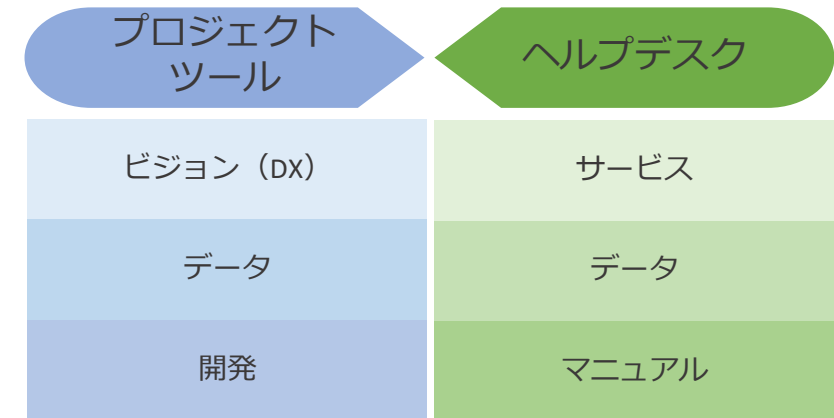 プロジェクト
ツール
ヘルプデスク
ビジョン（DX）
サービス
データ
データ
開発
マニュアル